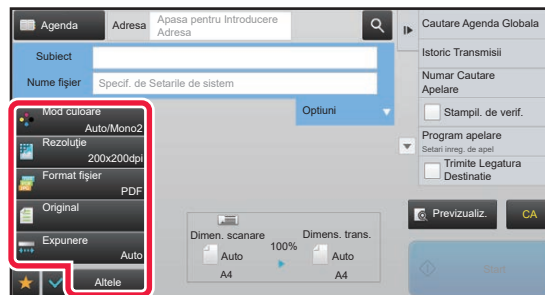 Agenda
Adresa
Apasa pentru Introducere
Adresa
Subiect
Nume fişier
Specif. de Setarile de sistem
Optiuni
Mod culoare
Auto/Mono2
Rezoluţie
200x200dpi
Format fişier
PDF
Original
Expunere
Auto
Altele
Dimen. scanare
100%
Dimens. trans.
Auto
A4
Auto
A4
Cautare Agenda Globala
Istoric Transmisii
Numar Cautare
Apelare
Stampil. de verif.
Program apelare
Setari inreg. de apel
Trimite Legatura
Destinatie
Previzualiz.
CA
Start